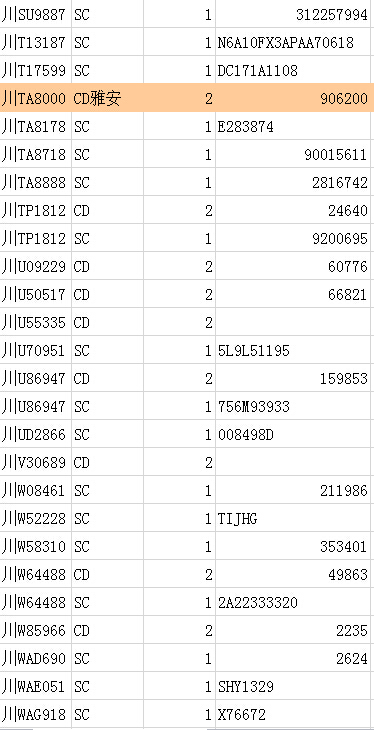 川SU9887 SC 1 312257994
川T13187 SC 1 N6A10FX3APAA70618
川T17599 SC 1 DC171A1108
川TA8000 CD雅安 2 906200
川TA8178 SC 1 E283874
川TA8718 SC 1 90015611
川TA8888 SC 1 2816742
川TP1812 CD 2 24640
川TP1812 SC 1 9200695
川U09229 CD 2 60776
川U50517 CD 2 66821
川U55335 CD 2
川U70951 SC 1 5L9L51195
川U86947 CD 2 159853
川U86947 SC 1 756M93933
川UD2866 SC 1 008498D
川V30689 CD 2
川W08461 SC 1 211986
川W52228 SC 1 TIJHG
川W58310 SC 1 353401
川W64488 CD 2 49863
川W64488 SC 1 2A22333320
川W85966 CD 2 2235
川WAD690 SC 1 2624
川WAE051 SC 1 SHY1329
川WAG918 SC 1 X76672